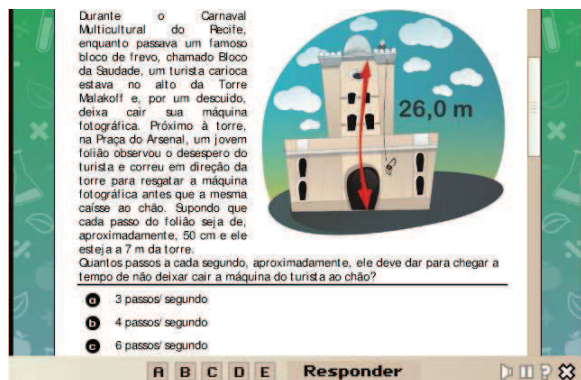 Durante o Carnaval
Multicultural do Recife,
enquanto passava um famoso
bloco de frevo, chamado Bloco
da Saudade, um turista carioca
estava no alto da Torre
Malakoff e, por um descuido,
deixa cair sua máquina
fotográfica. Próximo à torre,
na Praça do Arsenal, um jovem
folião observou o desespero do
turista e correu em direção da
torre para resgatar a máquina
fotográfica antes que a mesma
caísse ao chão. Supondo que
cada passo do folião seja de,
aproximadamente, 50 cm e ele
esteja a 7 m da torre.
26,0 m
Quantos passos a cada segundo, aproximadamente, ele deve dar para chegar a
tempo de não deixar cair a máquina do turista ao chão?
a 3 passos/ segundo
b 4 passos/ segundo
c 6 passos/ segundo
A B C D E Responder ?